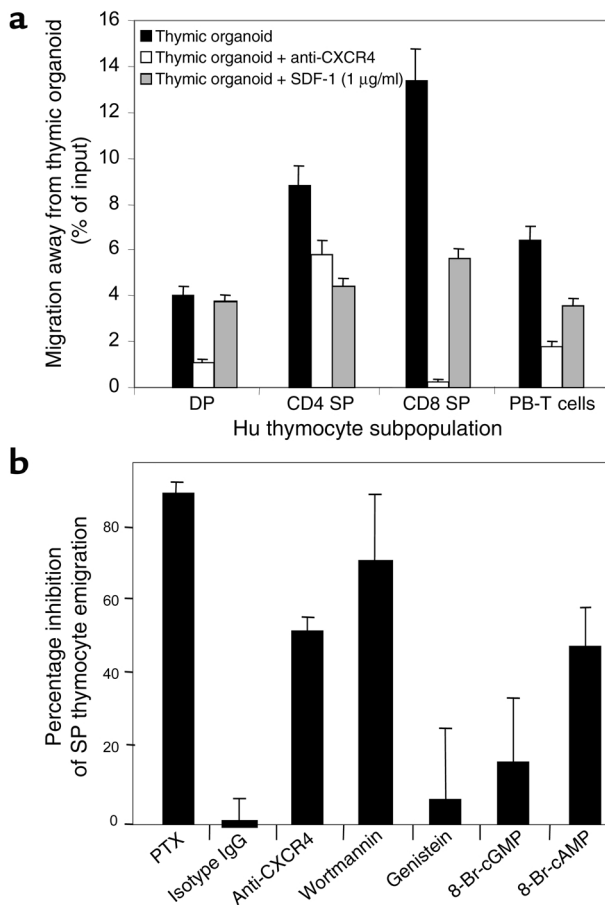 a
16
14
12
10
8
6
4
2
0
Migration away from thymic organoid
(% of input)
Thymic organoid
Thymic organoid + anti-CXCR4
Thymic organoid + SDF-1 (1 μg/ml)
DP CD4 SP CD8 SP PB-T cells
Hu thymocyte subpopulation
b
80
60
40
20
0
Percentage inhibition
of SP thymocyte emigration
PTX
Isotype IgG
Anti-CXCR4
Wortmannin
Genistein
8-Br-cGMP
8-Br-cAMP